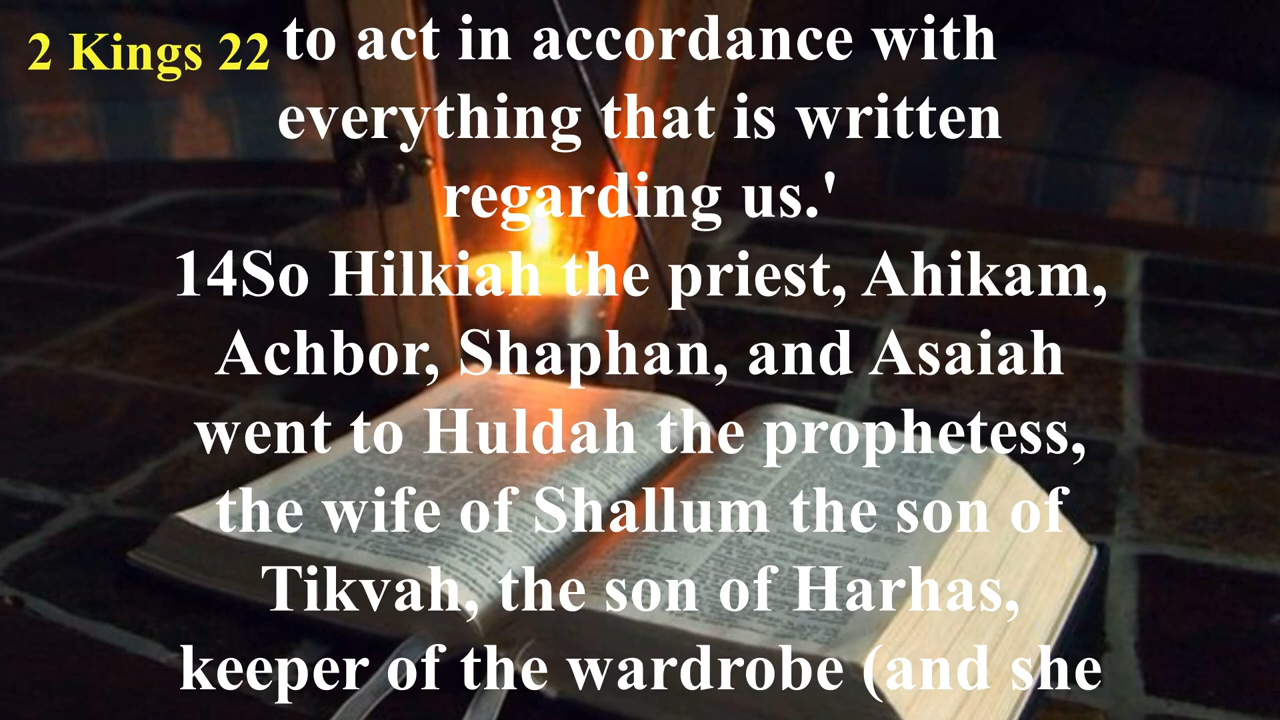 2 Kings 22
to act in accordance with
everything that is written
regarding us.'
14So Hilkiah the priest, Ahikam,
Achbor, Shaphan, and Asaiah
went to Huldah the prophetess,
the wife of Shallum the son of
Tikvah, the son of Harhas,
keeper of the wardrobe (and she